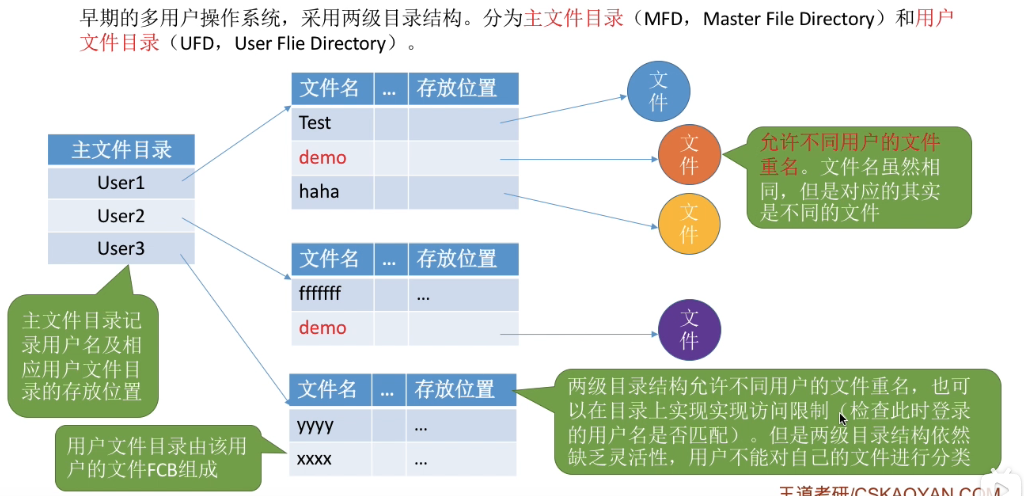 早期的多用户操作系统，采用两级目录结构。分为主文件目录（MFD，Master File Directory）和用户
文件目录（UFD，User Flie Directory）。
主文件目录
User1
User2
User3
文件名 ... 存放位置
Test
demo
haha
文
件
文
件
文
件
允许不同用户的文件
重名。文件名虽然相
同，但是对应的其实
是不同的文件
文件名 ... 存放位置
fffffff ...
demo
文
件
主文件目录记
录用户名及相
应用户文件目
录的存放位置
文件名 ... 存放位置
yyyy ...
xxxx ...
用户文件目录由该用
户的文件FCB组成
两级目录结构允许不同用户的文件重名，也可
以在目录上实现实现访问限制（检查此时登录
的用户名是否匹配）。但是两级目录结构依然
缺乏灵活性，用户不能对自己的文件进行分类
王道考研/CSKAOYAN.COM